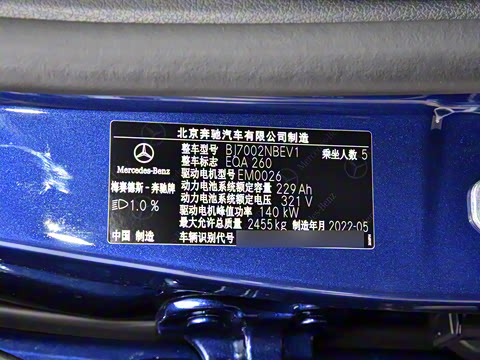 北京奔驰汽车有限公司制造
整车型号 BJ7002NBEV1 乘坐人数 5
整车标志 EQA 260
驱动电机型号 EM0026
动力电池系统额定容量 229Ah
动力电池系统额定电压 321 V
驱动电机峰值功率 140 kW
最大允许总质量 2455kg 制造年月 2022-05
车辆识别代号
Mercedes-Benz
梅赛德斯-奔驰牌
1.0 %
中国 制造